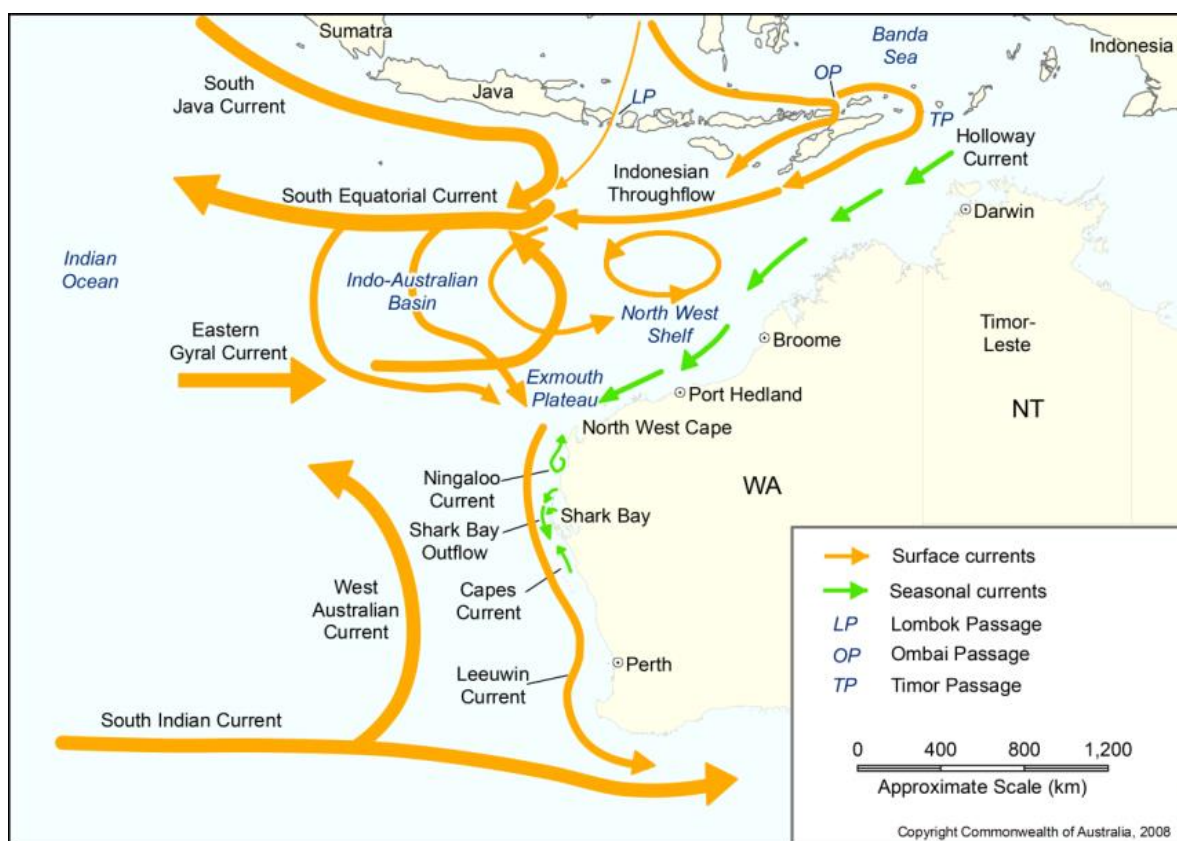 Sumatra
Banda
Sea
Indonesia
South
Java Current
Java
LP
OP
TP
Holloway
Current
Indonesian
Throughflow
South Equatorial Current
Darwin
Indian
Ocean
Indo-Australian
Basin
North West
Shelf
Timor-
Leste
Eastern
Gyral Current
Broome
Exmouth
Plateau
Port Hedland
NT
North West Cape
Ningaloo
Current
WA
Shark Bay
Shark Bay
Outflow
Capes
Current
West
Australian
Current
Perth
Leeuwin
Current
South Indian Current
Surface currents
Seasonal currents
LP Lombok Passage
OP Ombai Passage
TP Timor Passage
0 400 800 1,200
Approximate Scale (km)
Copyright Commonwealth of Australia, 2008